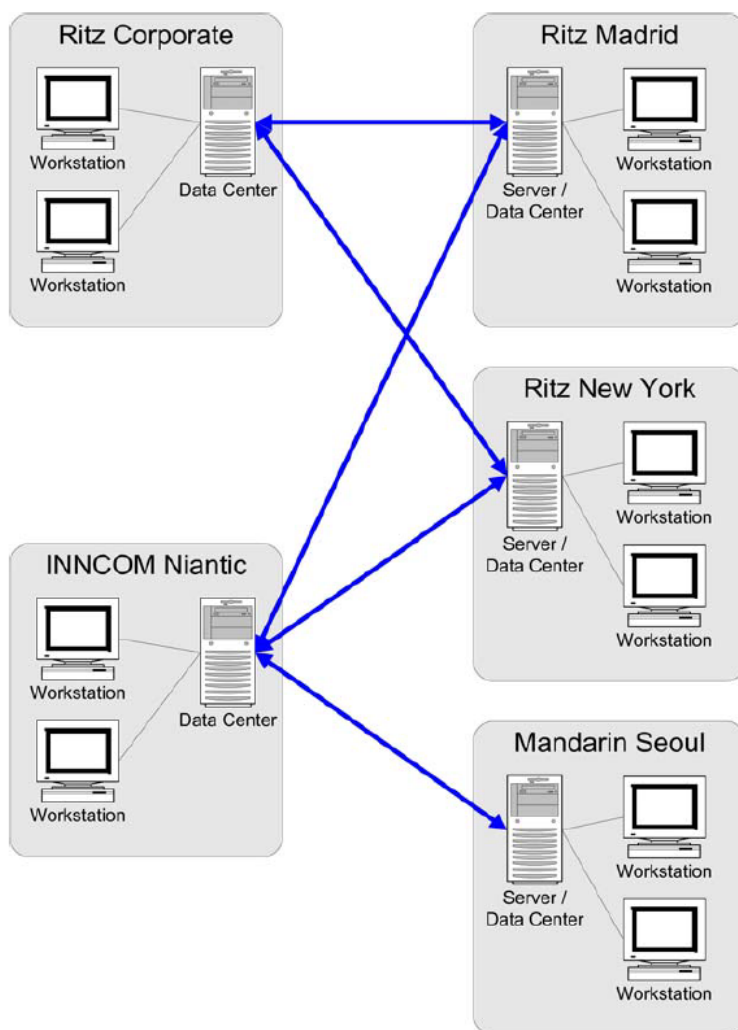 Ritz Corporate
Workstation
Data Center
Workstation
Ritz Madrid
Server /
Data Center
Workstation
Workstation
Ritz New York
Server /
Data Center
Workstation
Workstation
INNCOM Niantic
Workstation
Data Center
Workstation
Mandarin Seoul
Server /
Data Center
Workstation
Workstation